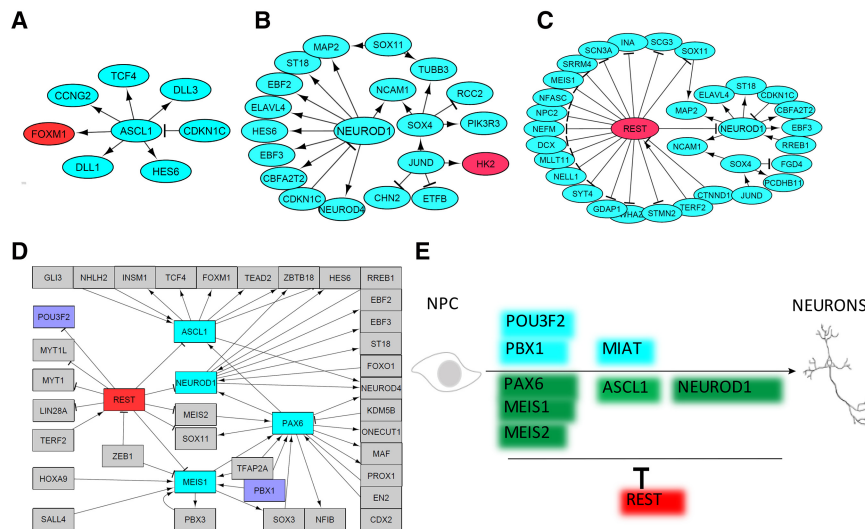 A
TCF4
CCNG2
DLL3
FOXM1
ASCL1
CDKN1C
DLL1
HES6
B
MAP2
SOX11
ST18
TUBB3
EBF2
NCAM1
RCC2
ELAVL4
HES6
NEUROD1
SOX4
PIK3R3
EBF3
JUND
HK2
CBFA2T2
CDKN1C
NEUROD4
CHN2
ETFB
C
INA
SCG3
SCN3A
SOX11
SRRM4
MEIS1
ST18
NFASC
ELAVL4
CDKN1C
NPC2
MAP2
CBFA2T2
NEFM
REST
NEUROD1
EBF3
DCX
NCAM1
RREB1
MLLT11
SOX4
FGD4
NELL1
PCDHB11
SYT4
CTNND1
JUND
GDAP1
STMN2
TERF2
D
GLI3
NHLH2
INSM1
TCF4
FOXM1
TEAD2
ZBTB18
HES6
RREB1
POU3F2
EBF2
ASCL1
EBF3
MYT1L
ST18
MYT1
NEUROD1
FOXO1
REST
NEUROD4
LIN28A
MEIS2
KDM5B
TERF2
SOX11
PAX6
ONECUT1
ZEB1
MAF
TFAP2A
HOXA9
MEIS1
PROX1
PBX1
EN2
SALL4
PBX3
SOX3
NFIB
CDX2
E
NPC
NEURONS
POU3F2
PBX1
MIAT
PAX6
ASCL1
NEUROD1
MEIS1
MEIS2
REST